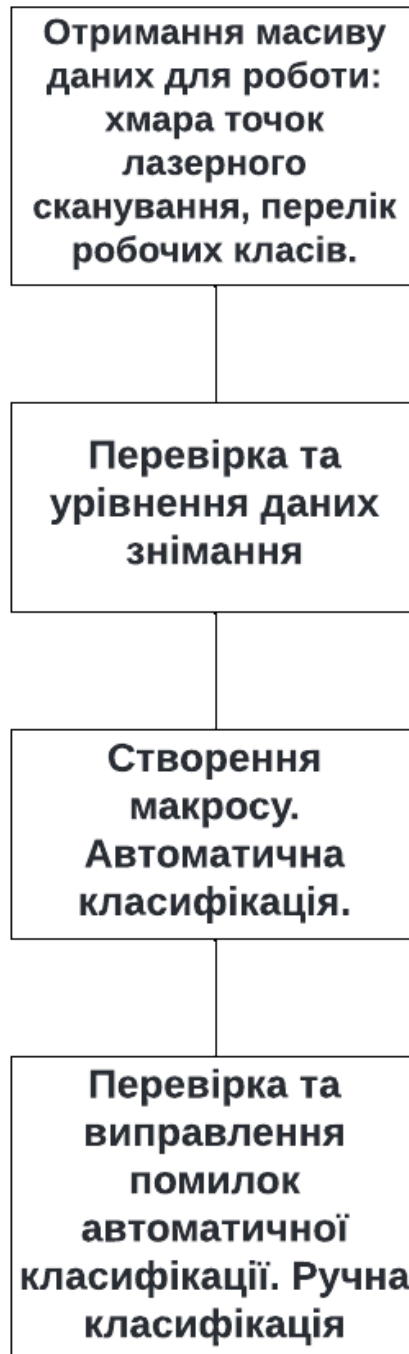 Отримання масиву
даних для роботи:
хмара точок
лазерного
сканування, перелік
робочих класів.
Перевірка та
урівнення даних
знімання
Створення
макросу.
Автоматична
класифікація.
Перевірка та
виправлення
помилок
автоматичної
класифікації. Ручна
класифікація